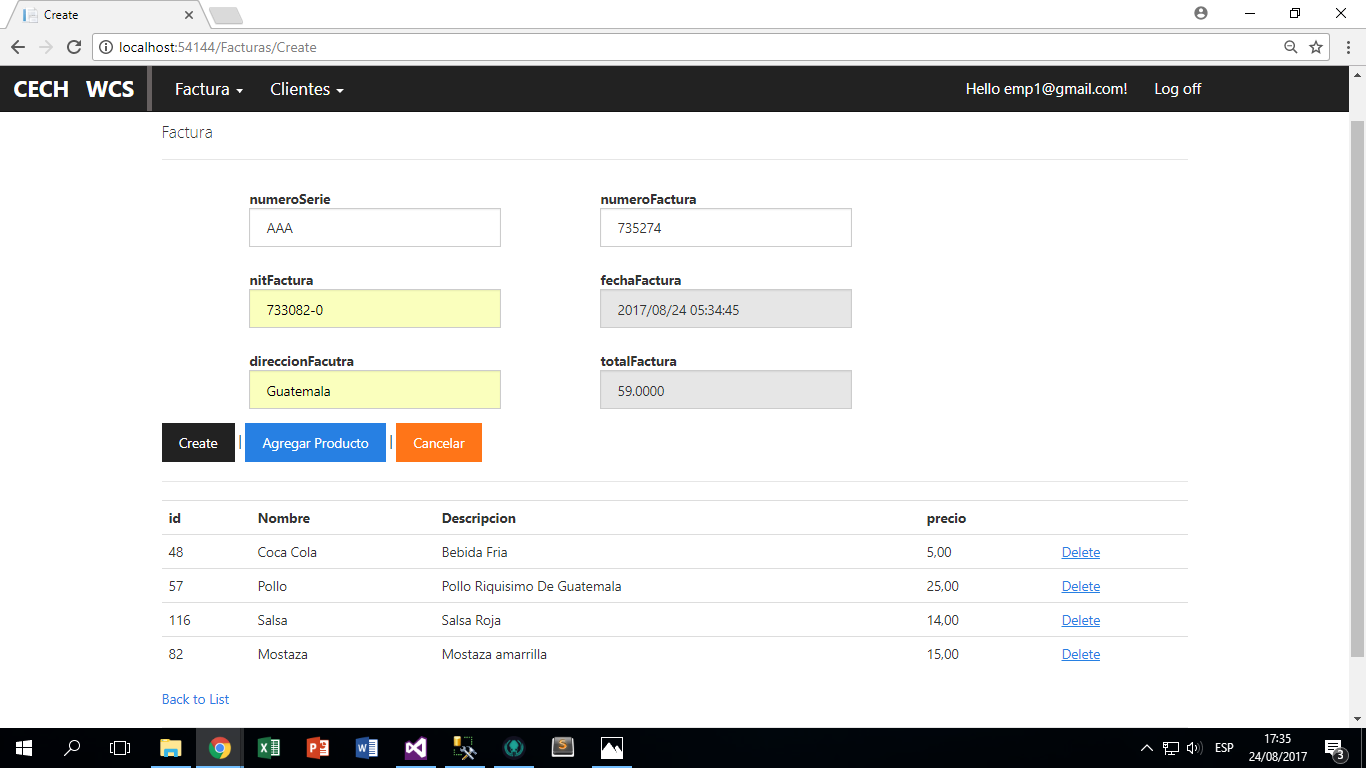 Create
localhost:54144/Facturas/Create
CECH WCS Factura Clientes Hello emp1@gmail.com! Log off
Factura
numeroSerie numeroFactura
AAA 735274
nitFactura fechaFactura
733082-0 2017/08/24 05:34:45
direccionFacutra totalFactura
Guatemala 59.0000
Create | Agregar Producto | Cancelar
id Nombre Descripcion precio
48 Coca Cola Bebida Fria 5,00 Delete
57 Pollo Pollo Riquisimo De Guatemala 25,00 Delete
116 Salsa Salsa Roja 14,00 Delete
82 Mostaza Mostaza amarrilla 15,00 Delete
Back to List
ESP
17:35
24/08/2017
3